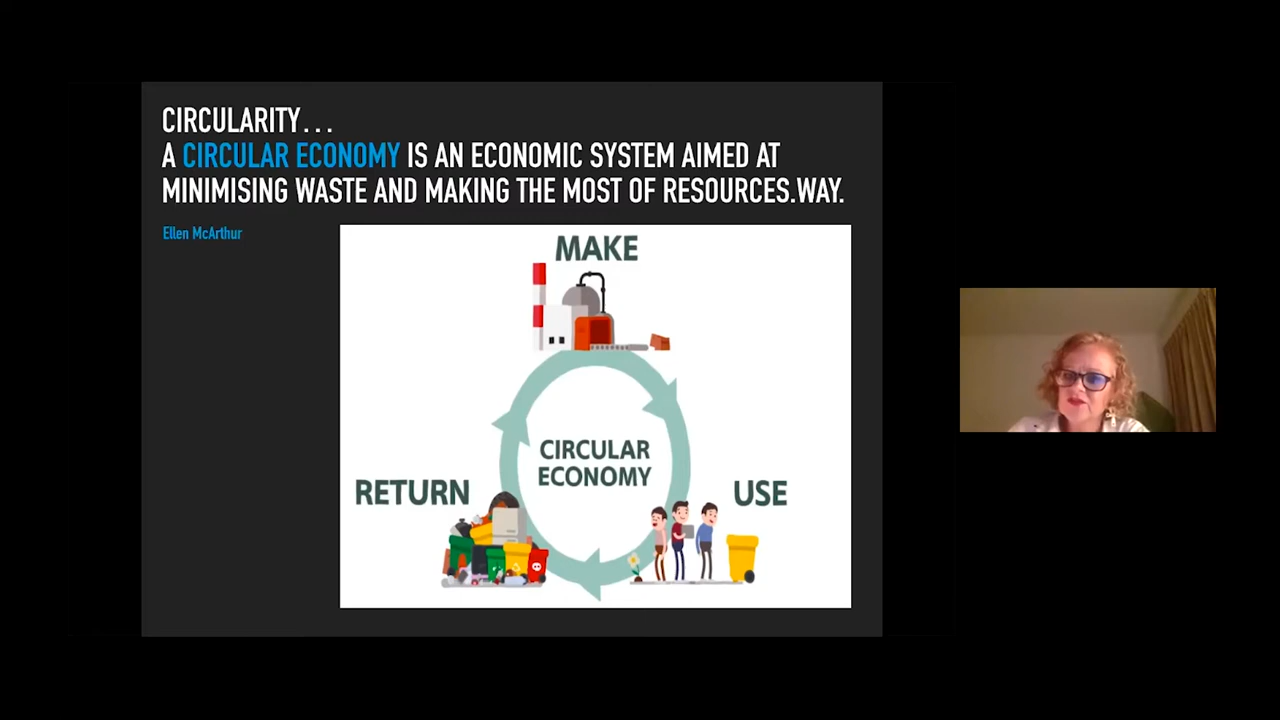 CIRCULARITY...
A CIRCULAR ECONOMY IS AN ECONOMIC SYSTEM AIMED AT
MINIMISING WASTE AND MAKING THE MOST OF RESOURCES.WAY.
Ellen McArthur
MAKE
CIRCULAR
ECONOMY
RETURN
USE